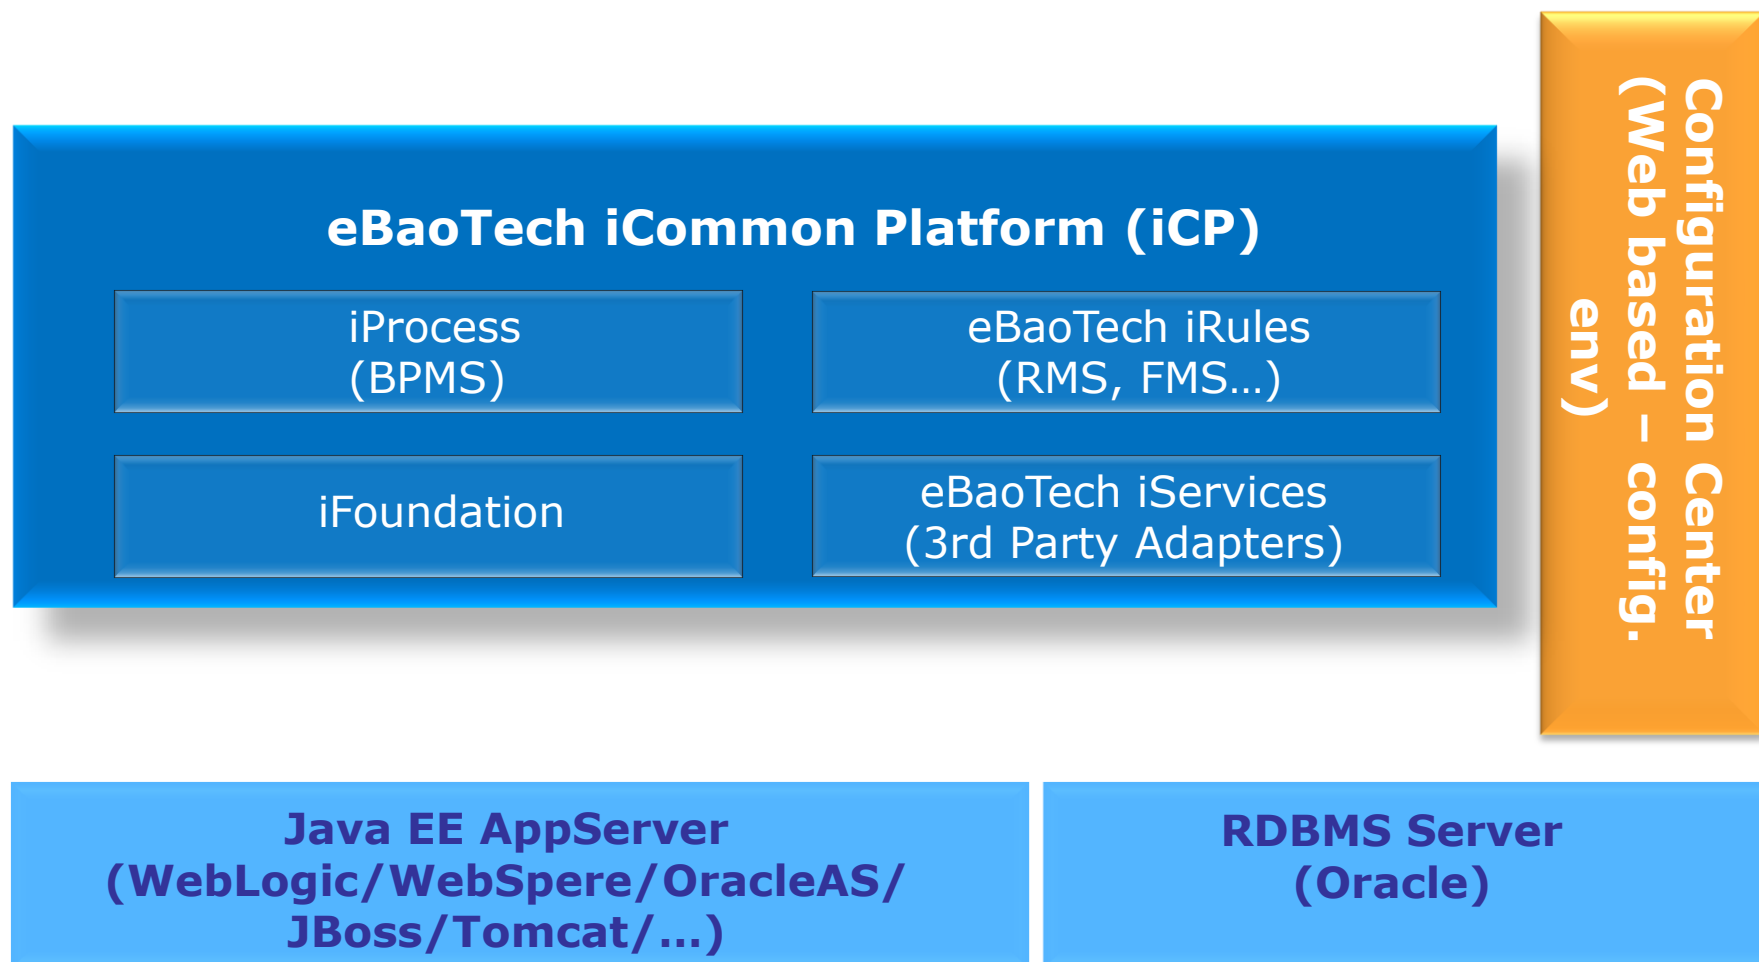 eBaoTech iCommon Platform (iCP)
iProcess
(BPMS)
eBaoTech iRules
(RMS, FMS…)
iFoundation
eBaoTech iServices
(3rd Party Adapters)
Configuration Center
(Web based – config.
env)
Java EE AppServer
(WebLogic/WebSpere/OracleAS/
JBoss/Tomcat/…)
RDBMS Server
(Oracle)